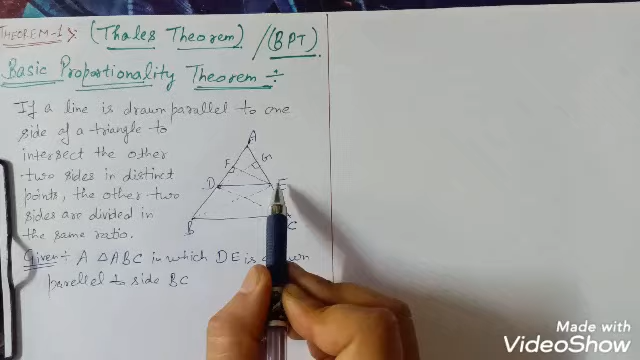 THEOREM-1 (Thales Theorem) / (BPT)
Basic Proportionality Theorem ÷
If a line is drawn parallel to one
side of a triangle to
intersect the other
two sides in distinct
points, the other two
sides are divided in
the same ratio.
A
F
G
D
E
B
C
Given ÷ A △ABC in which DE is drawn
parallel to side BC
Made with
VideoShow